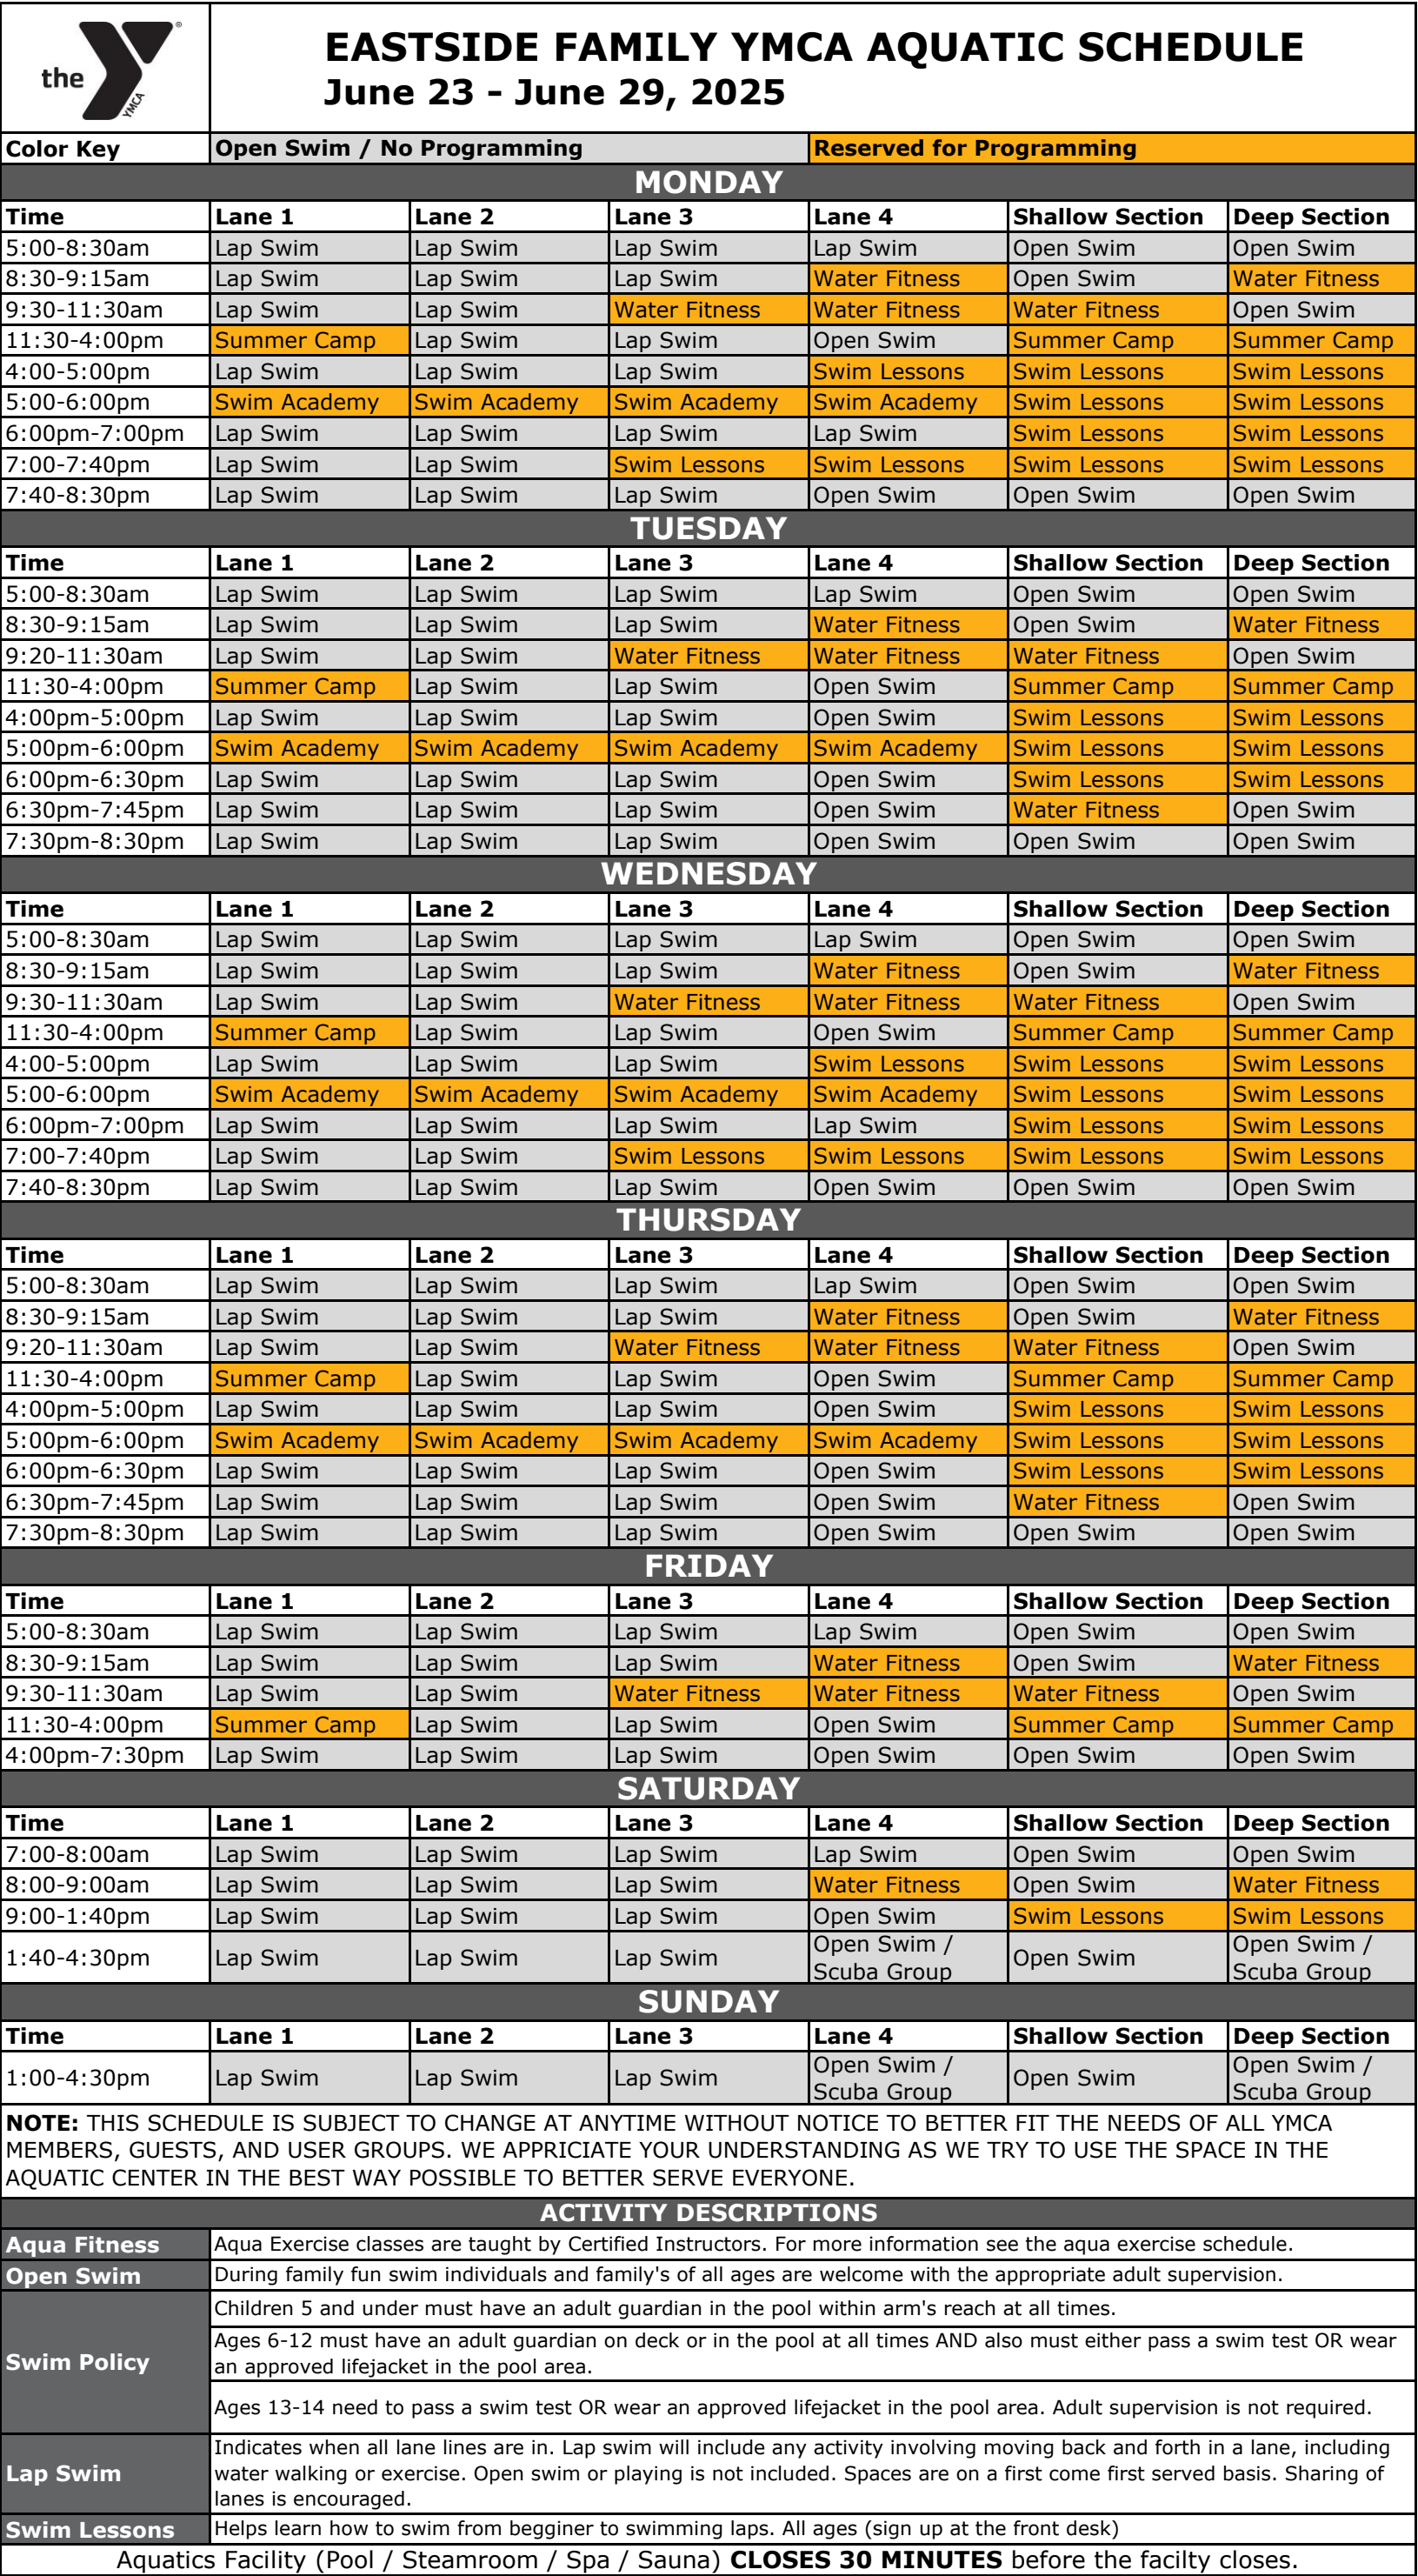 the
YMCA
®
EASTSIDE FAMILY YMCA AQUATIC SCHEDULE
June 23 - June 29, 2025
Color Key Open Swim / No Programming Reserved for Programming
MONDAY
Time Lane 1 Lane 2 Lane 3 Lane 4 Shallow Section Deep Section
5:00-8:30am Lap Swim Lap Swim Lap Swim Lap Swim Open Swim Open Swim
8:30-9:15am Lap Swim Lap Swim Lap Swim Water Fitness Open Swim Water Fitness
9:30-11:30am Lap Swim Lap Swim Water Fitness Water Fitness Water Fitness Open Swim
11:30-4:00pm Summer Camp Lap Swim Lap Swim Open Swim Summer Camp Summer Camp
4:00-5:00pm Lap Swim Lap Swim Lap Swim Swim Lessons Swim Lessons Swim Lessons
5:00-6:00pm Swim Academy Swim Academy Swim Academy Swim Academy Swim Lessons Swim Lessons
6:00pm-7:00pm Lap Swim Lap Swim Lap Swim Lap Swim Swim Lessons Swim Lessons
7:00-7:40pm Lap Swim Lap Swim Swim Lessons Swim Lessons Swim Lessons Swim Lessons
7:40-8:30pm Lap Swim Lap Swim Lap Swim Open Swim Open Swim Open Swim
TUESDAY
Time Lane 1 Lane 2 Lane 3 Lane 4 Shallow Section Deep Section
5:00-8:30am Lap Swim Lap Swim Lap Swim Lap Swim Open Swim Open Swim
8:30-9:15am Lap Swim Lap Swim Lap Swim Water Fitness Open Swim Water Fitness
9:20-11:30am Lap Swim Lap Swim Water Fitness Water Fitness Water Fitness Open Swim
11:30-4:00pm Summer Camp Lap Swim Lap Swim Open Swim Summer Camp Summer Camp
4:00pm-5:00pm Lap Swim Lap Swim Lap Swim Open Swim Swim Lessons Swim Lessons
5:00pm-6:00pm Swim Academy Swim Academy Swim Academy Swim Academy Swim Lessons Swim Lessons
6:00pm-6:30pm Lap Swim Lap Swim Lap Swim Open Swim Swim Lessons Swim Lessons
6:30pm-7:45pm Lap Swim Lap Swim Lap Swim Open Swim Water Fitness Open Swim
7:30pm-8:30pm Lap Swim Lap Swim Lap Swim Open Swim Open Swim Open Swim
WEDNESDAY
Time Lane 1 Lane 2 Lane 3 Lane 4 Shallow Section Deep Section
5:00-8:30am Lap Swim Lap Swim Lap Swim Lap Swim Open Swim Open Swim
8:30-9:15am Lap Swim Lap Swim Lap Swim Water Fitness Open Swim Water Fitness
9:30-11:30am Lap Swim Lap Swim Water Fitness Water Fitness Water Fitness Open Swim
11:30-4:00pm Summer Camp Lap Swim Lap Swim Open Swim Summer Camp Summer Camp
4:00-5:00pm Lap Swim Lap Swim Lap Swim Swim Lessons Swim Lessons Swim Lessons
5:00-6:00pm Swim Academy Swim Academy Swim Academy Swim Academy Swim Lessons Swim Lessons
6:00pm-7:00pm Lap Swim Lap Swim Lap Swim Lap Swim Swim Lessons Swim Lessons
7:00-7:40pm Lap Swim Lap Swim Swim Lessons Swim Lessons Swim Lessons Swim Lessons
7:40-8:30pm Lap Swim Lap Swim Lap Swim Open Swim Open Swim Open Swim
THURSDAY
Time Lane 1 Lane 2 Lane 3 Lane 4 Shallow Section Deep Section
5:00-8:30am Lap Swim Lap Swim Lap Swim Lap Swim Open Swim Open Swim
8:30-9:15am Lap Swim Lap Swim Lap Swim Water Fitness Open Swim Water Fitness
9:20-11:30am Lap Swim Lap Swim Water Fitness Water Fitness Water Fitness Open Swim
11:30-4:00pm Summer Camp Lap Swim Lap Swim Open Swim Summer Camp Summer Camp
4:00pm-5:00pm Lap Swim Lap Swim Lap Swim Open Swim Swim Lessons Swim Lessons
5:00pm-6:00pm Swim Academy Swim Academy Swim Academy Swim Academy Swim Lessons Swim Lessons
6:00pm-6:30pm Lap Swim Lap Swim Lap Swim Open Swim Swim Lessons Swim Lessons
6:30pm-7:45pm Lap Swim Lap Swim Lap Swim Open Swim Water Fitness Open Swim
7:30pm-8:30pm Lap Swim Lap Swim Lap Swim Open Swim Open Swim Open Swim
FRIDAY
Time Lane 1 Lane 2 Lane 3 Lane 4 Shallow Section Deep Section
5:00-8:30am Lap Swim Lap Swim Lap Swim Lap Swim Open Swim Open Swim
8:30-9:15am Lap Swim Lap Swim Lap Swim Water Fitness Open Swim Water Fitness
9:30-11:30am Lap Swim Lap Swim Water Fitness Water Fitness Water Fitness Open Swim
11:30-4:00pm Summer Camp Lap Swim Lap Swim Open Swim Summer Camp Summer Camp
4:00pm-7:30pm Lap Swim Lap Swim Lap Swim Open Swim Open Swim Open Swim
SATURDAY
Time Lane 1 Lane 2 Lane 3 Lane 4 Shallow Section Deep Section
7:00-8:00am Lap Swim Lap Swim Lap Swim Lap Swim Open Swim Open Swim
8:00-9:00am Lap Swim Lap Swim Lap Swim Water Fitness Open Swim Water Fitness
9:00-1:40pm Lap Swim Lap Swim Lap Swim Open Swim Swim Lessons Swim Lessons
1:40-4:30pm Lap Swim Lap Swim Lap Swim Open Swim / Scuba Group Open Swim Open Swim / Scuba Group
SUNDAY
Time Lane 1 Lane 2 Lane 3 Lane 4 Shallow Section Deep Section
1:00-4:30pm Lap Swim Lap Swim Lap Swim Open Swim / Scuba Group Open Swim Open Swim / Scuba Group
NOTE: THIS SCHEDULE IS SUBJECT TO CHANGE AT ANYTIME WITHOUT NOTICE TO BETTER FIT THE NEEDS OF ALL YMCA
MEMBERS, GUESTS, AND USER GROUPS. WE APPRICIATE YOUR UNDERSTANDING AS WE TRY TO USE THE SPACE IN THE
AQUATIC CENTER IN THE BEST WAY POSSIBLE TO BETTER SERVE EVERYONE.
ACTIVITY DESCRIPTIONS
Aqua Fitness Aqua Exercise classes are taught by Certified Instructors. For more information see the aqua exercise schedule.
Open Swim During family fun swim individuals and family's of all ages are welcome with the appropriate adult supervision.
Swim Policy
Children 5 and under must have an adult guardian in the pool within arm's reach at all times.
Ages 6-12 must have an adult guardian on deck or in the pool at all times AND also must either pass a swim test OR wear
an approved lifejacket in the pool area.
Ages 13-14 need to pass a swim test OR wear an approved lifejacket in the pool area. Adult supervision is not required.
Lap Swim
Indicates when all lane lines are in. Lap swim will include any activity involving moving back and forth in a lane, including
water walking or exercise. Open swim or playing is not included. Spaces are on a first come first served basis. Sharing of
lanes is encouraged.
Swim Lessons Helps learn how to swim from begginer to swimming laps. All ages (sign up at the front desk)
Aquatics Facility (Pool / Steamroom / Spa / Sauna) CLOSES 30 MINUTES before the facilty closes.